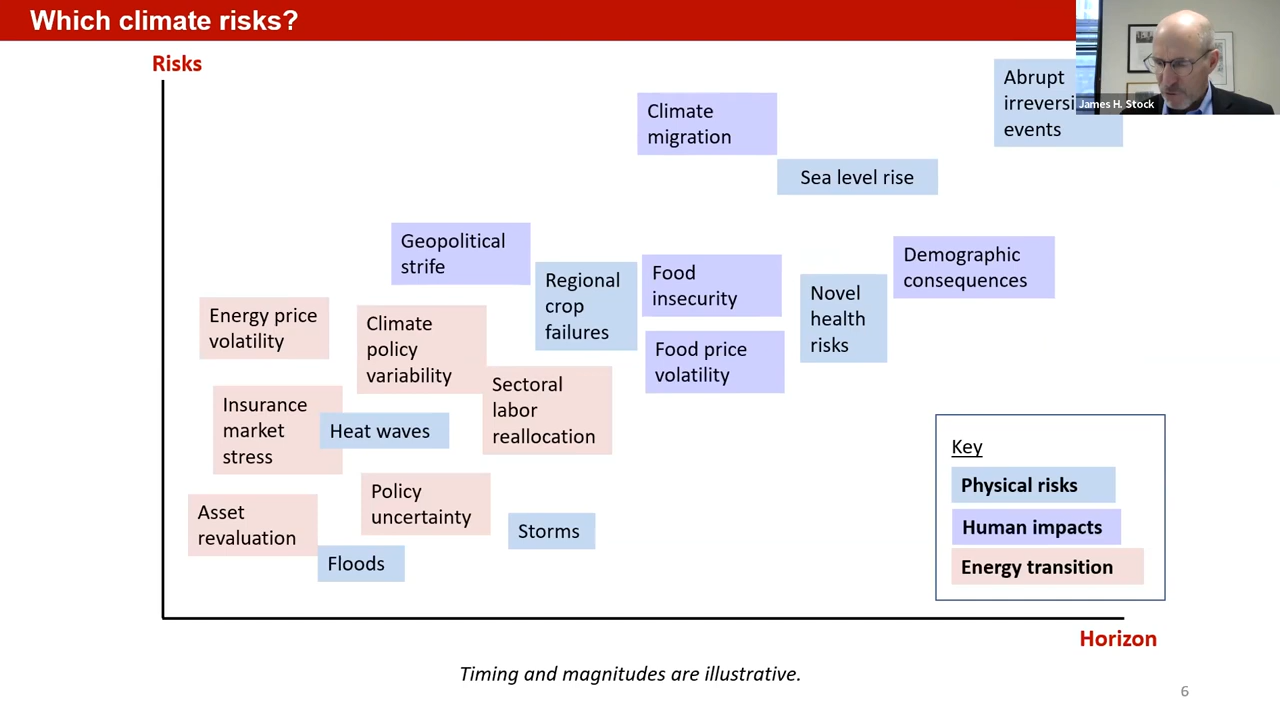 Which climate risks?
Risks
Abrupt
events
James H. Stock
Climate
migration
Sea level rise
Geopolitical
strife
Demographic
consequences
Regional
crop
failures
Food
insecurity
Novel
health
risks
Energy price
volatility
Climate
policy
variability
Food price
volatility
Sectoral
labor
reallocation
Insurance
market
stress
Heat waves
Policy
uncertainty
Asset
revaluation
Storms
Floods
Key
Physical risks
Human impacts
Energy transition
Horizon
Timing and magnitudes are illustrative.
6